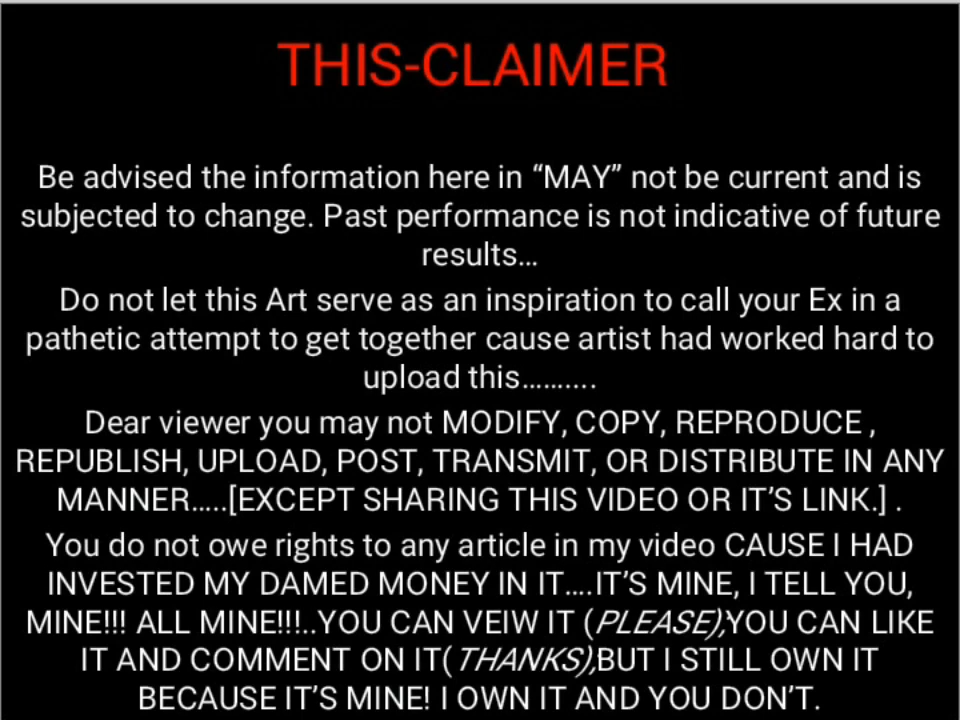 THIS-CLAIMER
Be advised the information here in “MAY” not be current and is
subjected to change. Past performance is not indicative of future
results…
Do not let this Art serve as an inspiration to call your Ex in a
pathetic attempt to get together cause artist had worked hard to
upload this……....
Dear viewer you may not MODIFY, COPY, REPRODUCE ,
REPUBLISH, UPLOAD, POST, TRANSMIT, OR DISTRIBUTE IN ANY
MANNER…..[EXCEPT SHARING THIS VIDEO OR IT’S LINK.] .
You do not owe rights to any article in my video CAUSE I HAD
INVESTED MY DAMED MONEY IN IT….IT’S MINE, I TELL YOU,
MINE!!! ALL MINE!!!..YOU CAN VEIW IT (PLEASE),YOU CAN LIKE
IT AND COMMENT ON IT(THANKS),BUT I STILL OWN IT
BECAUSE IT’S MINE! I OWN IT AND YOU DON’T.